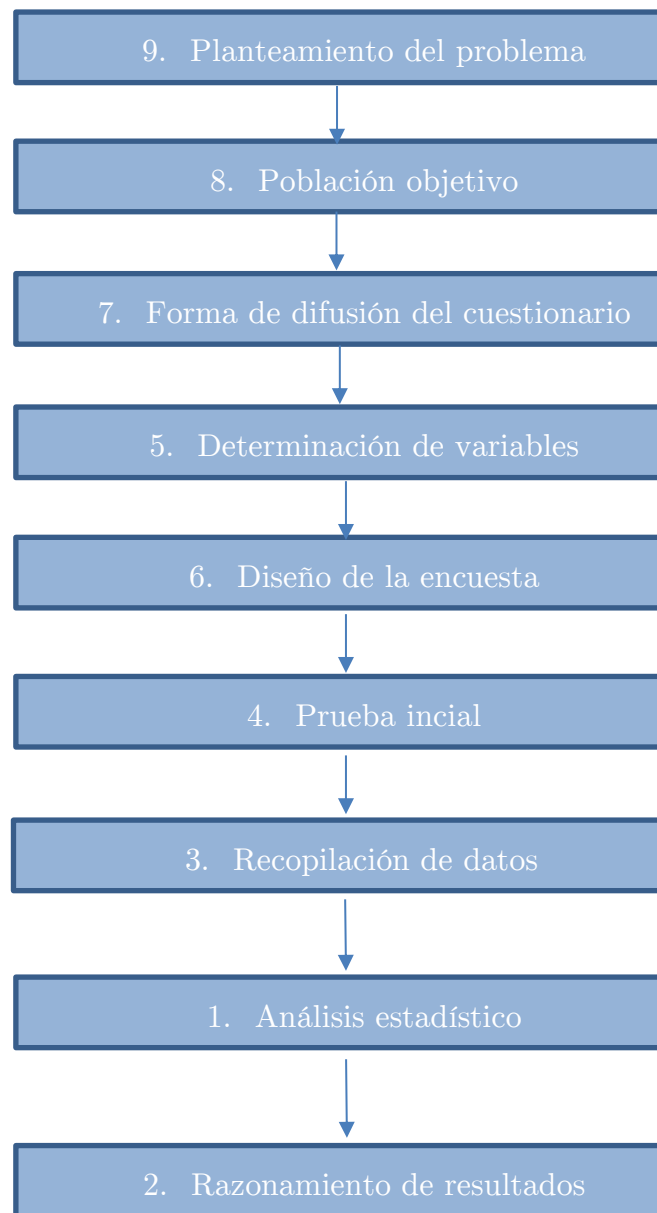 9. Planteamiento del problema
8. Población objetivo
7. Forma de difusión del cuestionario
5. Determinación de variables
6. Diseño de la encuesta
4. Prueba incial
3. Recopilación de datos
1. Análisis estadístico
2. Razonamiento de resultados